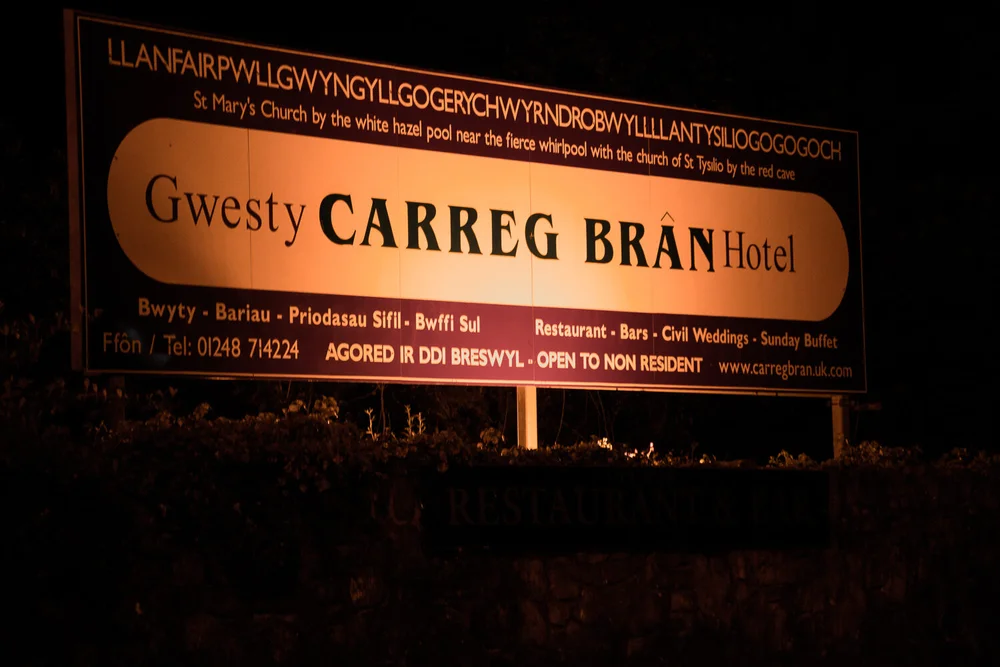 LLANFAIRPWLLGWYNGYLLGOGERYCHWYRNDROBWYLLLLANTYSILIOGOGOGOCH
St Mary's Church by the white hazel pool near the fierce whirlpool with the church of St Tysilio by the red cave
Gwesty CARREG BRÂN Hotel
Bwyty - Bariau - Priodasau Sifil - Bwffi Sul Restaurant - Bars - Civil Weddings - Sunday Buffet
Ffôn / Tel: 01248 714224 AGORED IR DDI BRESWYL - OPEN TO NON RESIDENT www.carregbran.uk.com